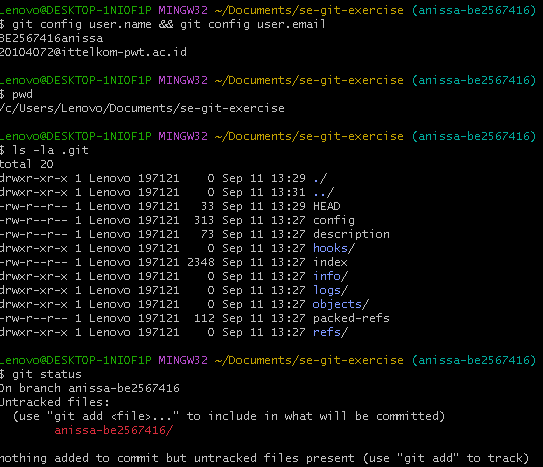 Lenovo@DESKTOP-1NIOF1P MINGW32 ~/Documents/se-git-exercise (anissa-be2567416)
$ git config user.name && git config user.email
BE2567416anissa
20104072@ittelkom-pwt.ac.id
Lenovo@DESKTOP-1NIOF1P MINGW32 ~/Documents/se-git-exercise (anissa-be2567416)
$ pwd
/c/Users/Lenovo/Documents/se-git-exercise
Lenovo@DESKTOP-1NIOF1P MINGW32 ~/Documents/se-git-exercise (anissa-be2567416)
$ ls -la .git
total 20
drwxr-xr-x 1 Lenovo 197121    0 Sep 11 13:29 ./
drwxr-xr-x 1 Lenovo 197121    0 Sep 11 13:31 ../
-rw-r--r-- 1 Lenovo 197121   33 Sep 11 13:29 HEAD
-rw-r--r-- 1 Lenovo 197121  313 Sep 11 13:27 config
-rw-r--r-- 1 Lenovo 197121   73 Sep 11 13:27 description
drwxr-xr-x 1 Lenovo 197121    0 Sep 11 13:27 hooks/
-rw-r--r-- 1 Lenovo 197121 2348 Sep 11 13:27 index
drwxr-xr-x 1 Lenovo 197121    0 Sep 11 13:27 info/
drwxr-xr-x 1 Lenovo 197121    0 Sep 11 13:27 logs/
drwxr-xr-x 1 Lenovo 197121    0 Sep 11 13:27 objects/
-rw-r--r-- 1 Lenovo 197121  112 Sep 11 13:27 packed-refs
drwxr-xr-x 1 Lenovo 197121    0 Sep 11 13:27 refs/
Lenovo@DESKTOP-1NIOF1P MINGW32 ~/Documents/se-git-exercise (anissa-be2567416)
$ git status
On branch anissa-be2567416
Untracked files:
  (use "git add <file>..." to include in what will be committed)
        anissa-be2567416/
nothing added to commit but untracked files present (use "git add" to track)